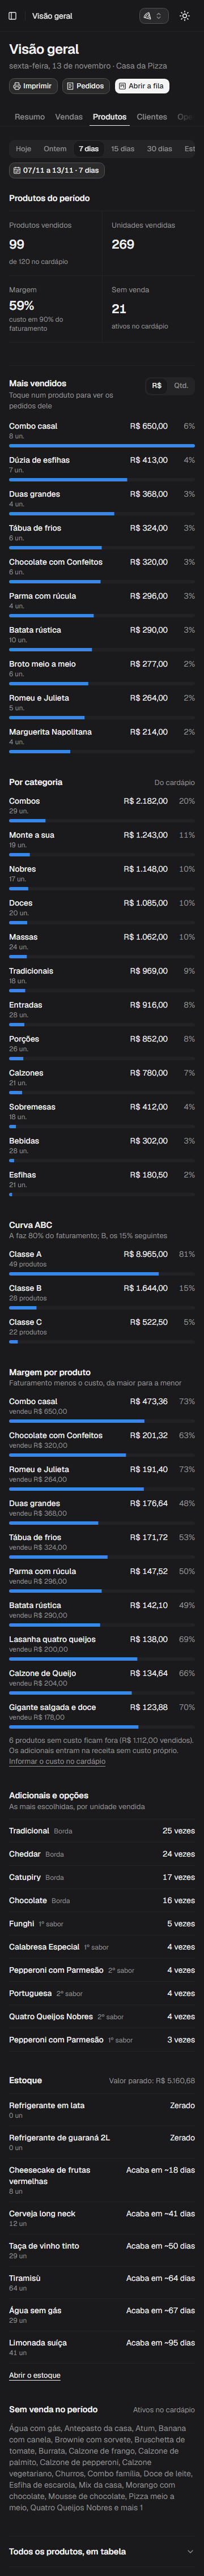 Visão geral
Visão geral
sexta-feira, 13 de novembro · Casa da Pizza
Imprimir
Pedidos
Abrir a fila
Resumo
Vendas
Produtos
Clientes
Ope
Hoje
Ontem
7 dias
15 dias
30 dias
Est
07/11 a 13/11 · 7 dias
Produtos do período
Produtos vendidos
99
de 120 no cardápio
Unidades vendidas
269
Margem
59%
custo em 90% do
faturamento
Sem venda
21
ativos no cardápio
Mais vendidos
Toque num produto para ver os
pedidos dele
R$
Qtd.
Combo casal R$ 650,00 6%
8 un.
Dúzia de esfihas R$ 413,00 4%
7 un.
Duas grandes R$ 368,00 3%
4 un.
Tábua de frios R$ 324,00 3%
6 un.
Chocolate com Confeitos R$ 320,00 3%
6 un.
Parma com rúcula R$ 296,00 3%
4 un.
Batata rústica R$ 290,00 3%
10 un.
Broto meio a meio R$ 277,00 2%
6 un.
Romeu e Julieta R$ 264,00 2%
5 un.
Marguerita Napolitana R$ 214,00 2%
4 un.
Por categoria Do cardápio
Combos R$ 2.182,00 20%
29 un.
Monte a sua R$ 1.243,00 11%
19 un.
Nobres R$ 1.148,00 10%
17 un.
Doces R$ 1.085,00 10%
20 un.
Massas R$ 1.062,00 10%
24 un.
Tradicionais R$ 969,00 9%
18 un.
Entradas R$ 916,00 8%
28 un.
Porções R$ 852,00 8%
26 un.
Calzones R$ 780,00 7%
21 un.
Sobremesas R$ 412,00 4%
18 un.
Bebidas R$ 302,00 3%
28 un.
Esfihas R$ 180,50 2%
21 un.
Curva ABC
A faz 80% do faturamento; B, os 15% seguintes
Classe A R$ 8.965,00 81%
49 produtos
Classe B R$ 1.644,00 15%
28 produtos
Classe C R$ 522,50 5%
22 produtos
Margem por produto
Faturamento menos o custo, da maior para a menor
Combo casal R$ 473,36 73%
vendeu R$ 650,00
Chocolate com Confeitos R$ 201,32 63%
vendeu R$ 320,00
Romeu e Julieta R$ 191,40 73%
vendeu R$ 264,00
Duas grandes R$ 176,64 48%
vendeu R$ 368,00
Tábua de frios R$ 171,72 53%
vendeu R$ 324,00
Parma com rúcula R$ 147,52 50%
vendeu R$ 296,00
Batata rústica R$ 142,10 49%
vendeu R$ 290,00
Lasanha quatro queijos R$ 138,00 69%
vendeu R$ 200,00
Calzone de Queijo R$ 134,64 66%
vendeu R$ 204,00
Gigante salgada e doce R$ 123,88 70%
vendeu R$ 178,00
6 produtos sem custo ficam fora (R$ 1.112,00 vendidos).
Os adicionais entram na receita sem custo próprio.
Informar o custo no cardápio
Adicionais e opções
As mais escolhidas, por unidade vendida
Tradicional Borda 25 vezes
Cheddar Borda 24 vezes
Catupiry Borda 17 vezes
Chocolate Borda 16 vezes
Funghi 1º sabor 5 vezes
Calabresa Especial 1º sabor 4 vezes
Pepperoni com Parmesão 2º sabor 4 vezes
Portuguesa 2º sabor 4 vezes
Quatro Queijos Nobres 2º sabor 4 vezes
Pepperoni com Parmesão 1º sabor 3 vezes
Estoque Valor parado: R$ 5.160,68
Refrigerante em lata Zerado
0 un
Refrigerante de guaraná 2L Zerado
0 un
Cheesecake de frutas Acaba em ~18 dias
vermelhas
8 un
Cerveja long neck Acaba em ~41 dias
12 un
Taça de vinho tinto Acaba em ~50 dias
29 un
Tiramisù Acaba em ~64 dias
64 un
Água sem gás Acaba em ~67 dias
29 un
Limonada suíça Acaba em ~95 dias
41 un
Abrir o estoque
Sem venda no período Ativos no cardápio
Água com gás, Antepasto da casa, Atum, Banana
com canela, Brownie com sorvete, Bruschetta de
tomate, Burrata, Calzone de frango, Calzone de
palmito, Calzone de pepperoni, Calzone
vegetariano, Churros, Combo família, Doce de leite,
Esfiha de escarola, Mix da casa, Morango com
chocolate, Mousse de chocolate, Pizza meio a
meio, Quatro Queijos Nobres e mais 1
Todos os produtos, em tabela